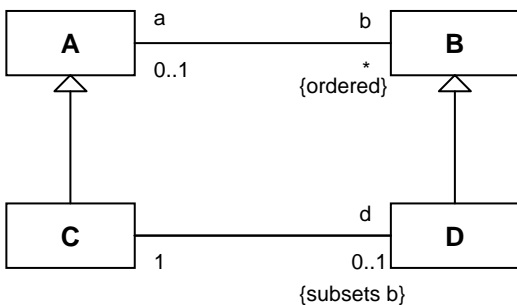 a b
A B
0..1 *
{ordered}
d
C D
1 0..1
{subsets b}